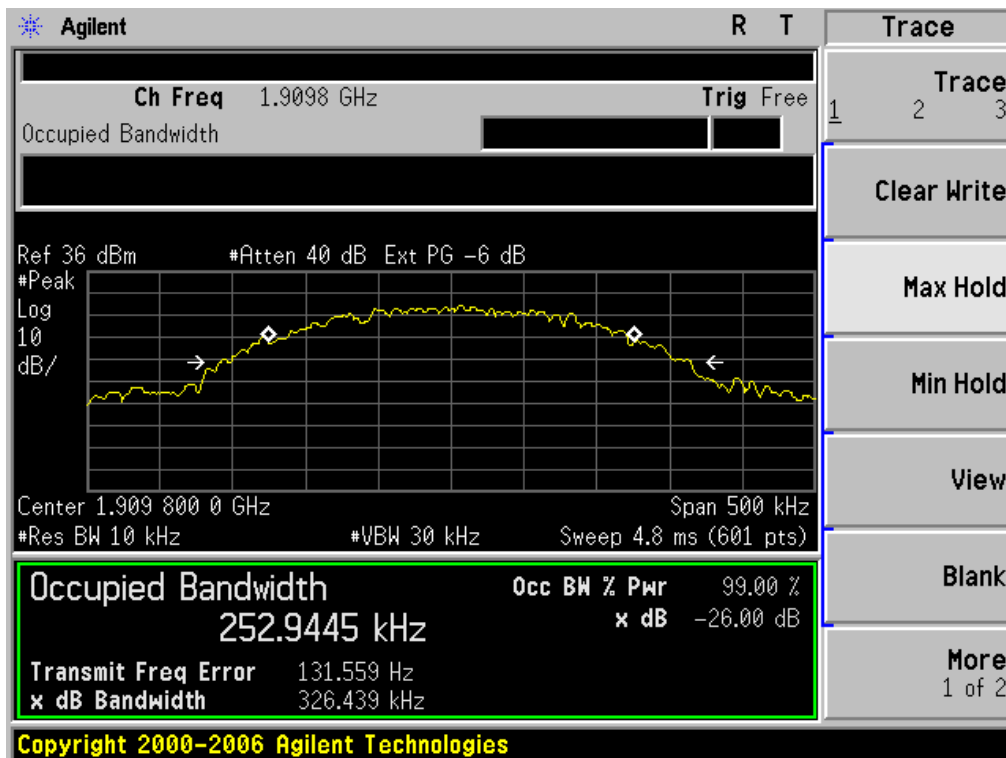 Agilent R T
Ch Freq 1.9098 GHz Trig Free
Occupied Bandwidth
Ref 36 dBm #Atten 40 dB Ext PG -6 dB
#Peak
Log
10
dB/
Center 1.909 800 0 GHz Span 500 kHz
#Res BW 10 kHz #VBW 30 kHz Sweep 4.8 ms (601 pts)
Occupied Bandwidth Occ BW % Pwr 99.00 %
252.9445 kHz x dB -26.00 dB
Transmit Freq Error 131.559 Hz
x dB Bandwidth 326.439 kHz
Copyright 2000-2006 Agilent Technologies
Trace
Trace
1 2 3
Clear Write
Max Hold
Min Hold
View
Blank
More
1 of 2